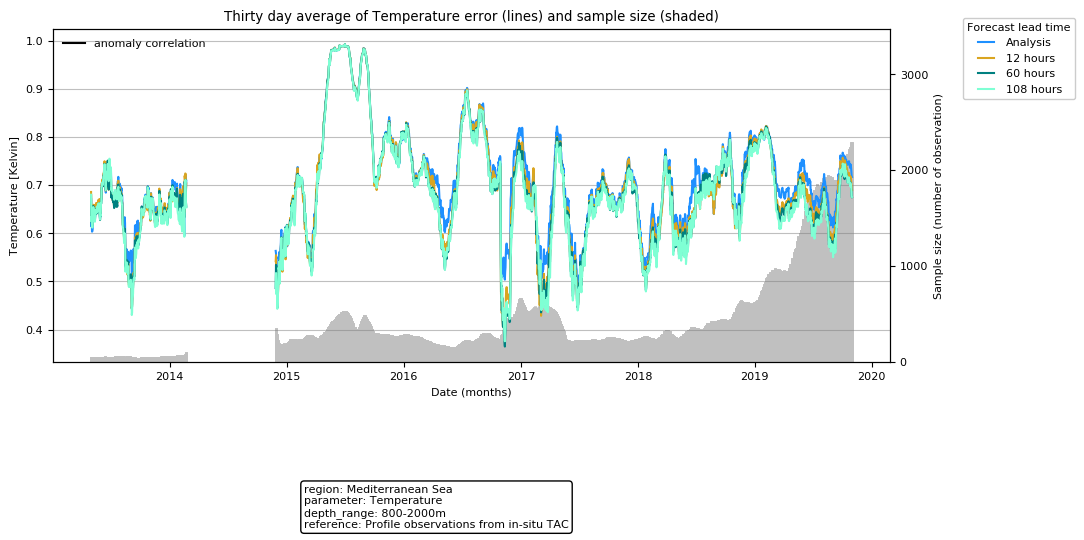 Thirty day average of Temperature error (lines) and sample size (shaded)
Forecast lead time
Analysis
12 hours
60 hours
108 hours
anomaly correlation
Temperature [Kelvin]
1.0
0.9
0.8
0.7
0.6
0.5
0.4
Sample size (number of observation)
3000
2000
1000
0
2014
2015
2016
2017
2018
2019
2020
Date (months)
region: Mediterranean Sea
parameter: Temperature
depth_range: 800-2000m
reference: Profile observations from in-situ TAC